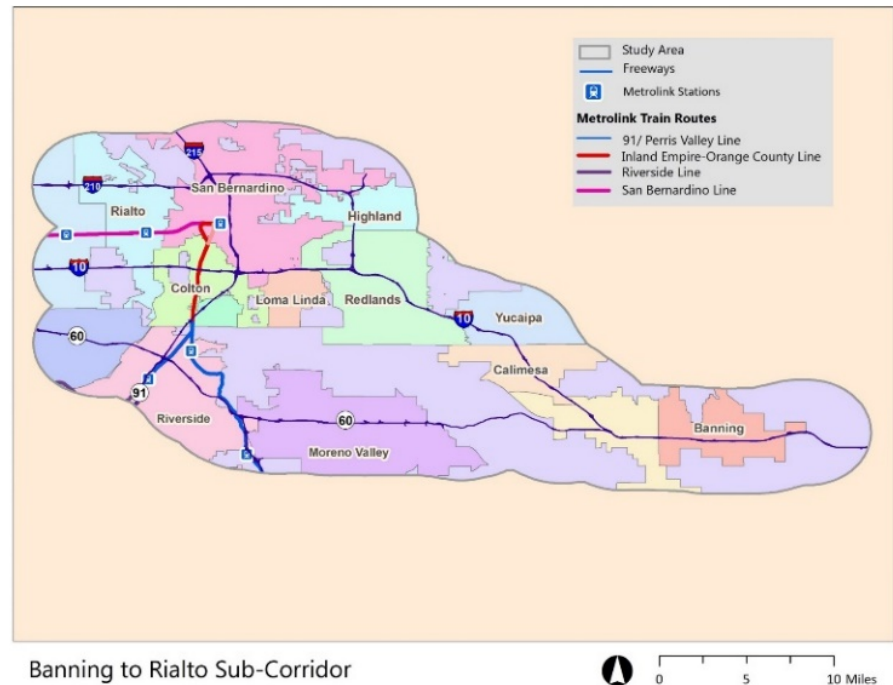 Study Area
Freeways
Metrolink Stations
Metrolink Train Routes
91/ Perris Valley Line
Inland Empire-Orange County Line
Riverside Line
San Bernardino Line
215
210
San Bernardino
Rialto
Highland
10
Colton
Loma Linda
Redlands
10
Yucaipa
60
Calimesa
91
Riverside
60
Banning
Moreno Valley
Banning to Rialto Sub-Corridor
0 5 10 Miles